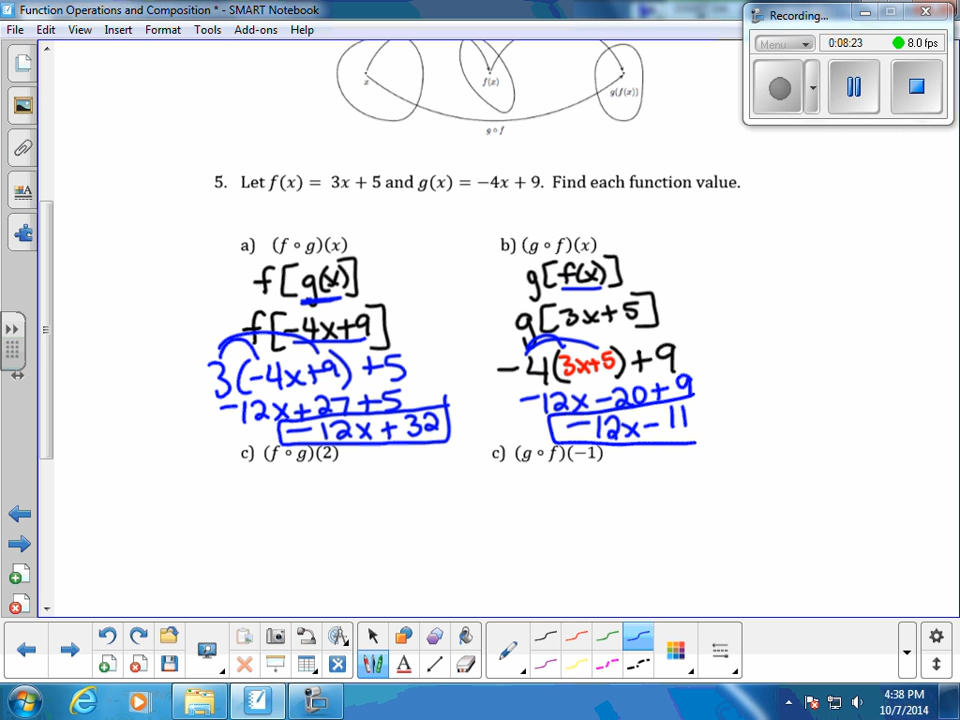 Function Operations and Composition * - SMART Notebook
Recording...
File Edit View Insert Format Tools Add-ons Help
Menu
0:08:23
8.0 fps
x
f(x)
g(f(x))
g∘f
5. Let f(x) = 3x + 5 and g(x) = −4x + 9. Find each function value.
a) (f ∘ g)(x)
f[g(x)]
f[-4x+9]
3(-4x+9)+5
-12x+27+5
-12x+32
b) (g ∘ f)(x)
g[f(x)]
g[3x+5]
-4(3x+5)+9
-12x-20+9
-12x-11
c) (f ∘ g)(2)
c) (g ∘ f)(−1)
A
4:38 PM
10/7/2014